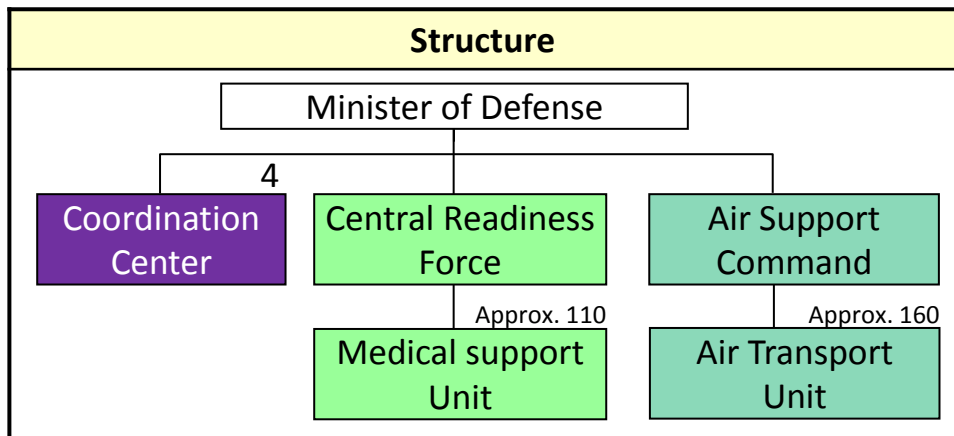 Structure
Minister of Defense
4
Coordination
Center
Central Readiness
Force
Air Support
Command
Approx. 110
Approx. 160
Medical support
Unit
Air Transport
Unit